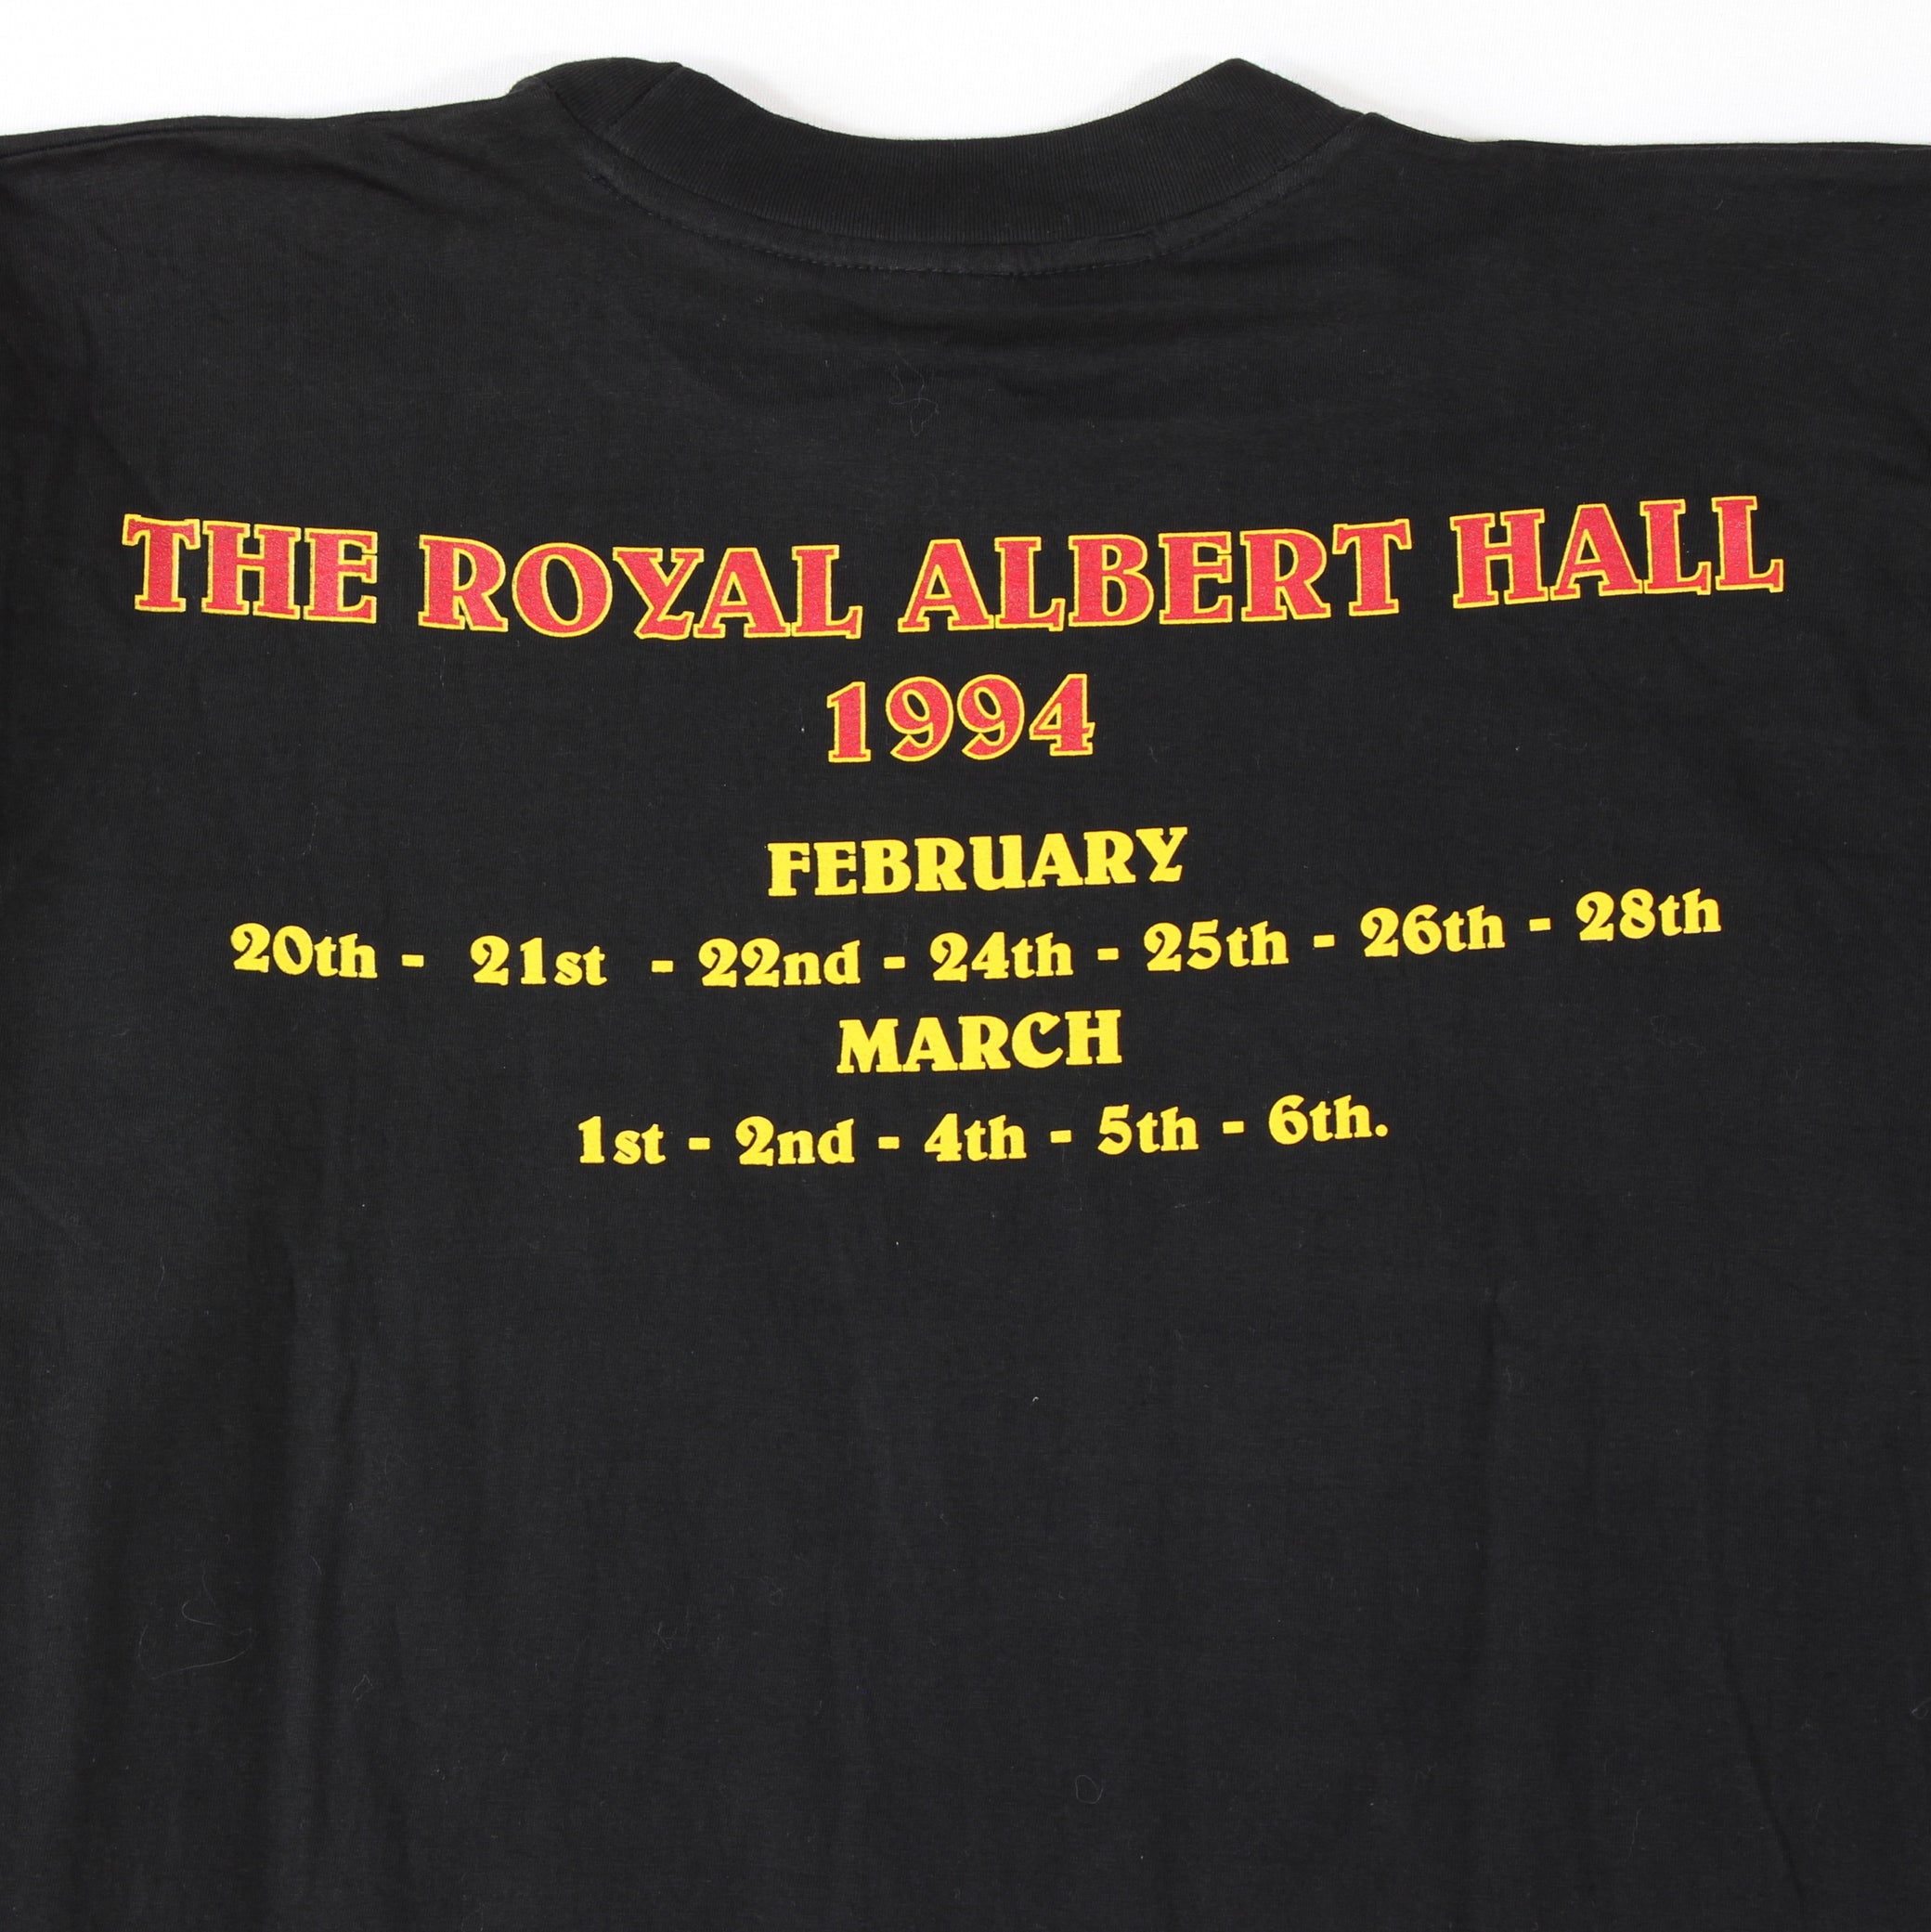 THE ROYAL ALBERT HALL
1994
FEBRUARY
20th - 21st - 22nd - 24th - 25th - 26th - 28th
MARCH
1st - 2nd - 4th - 5th - 6th.